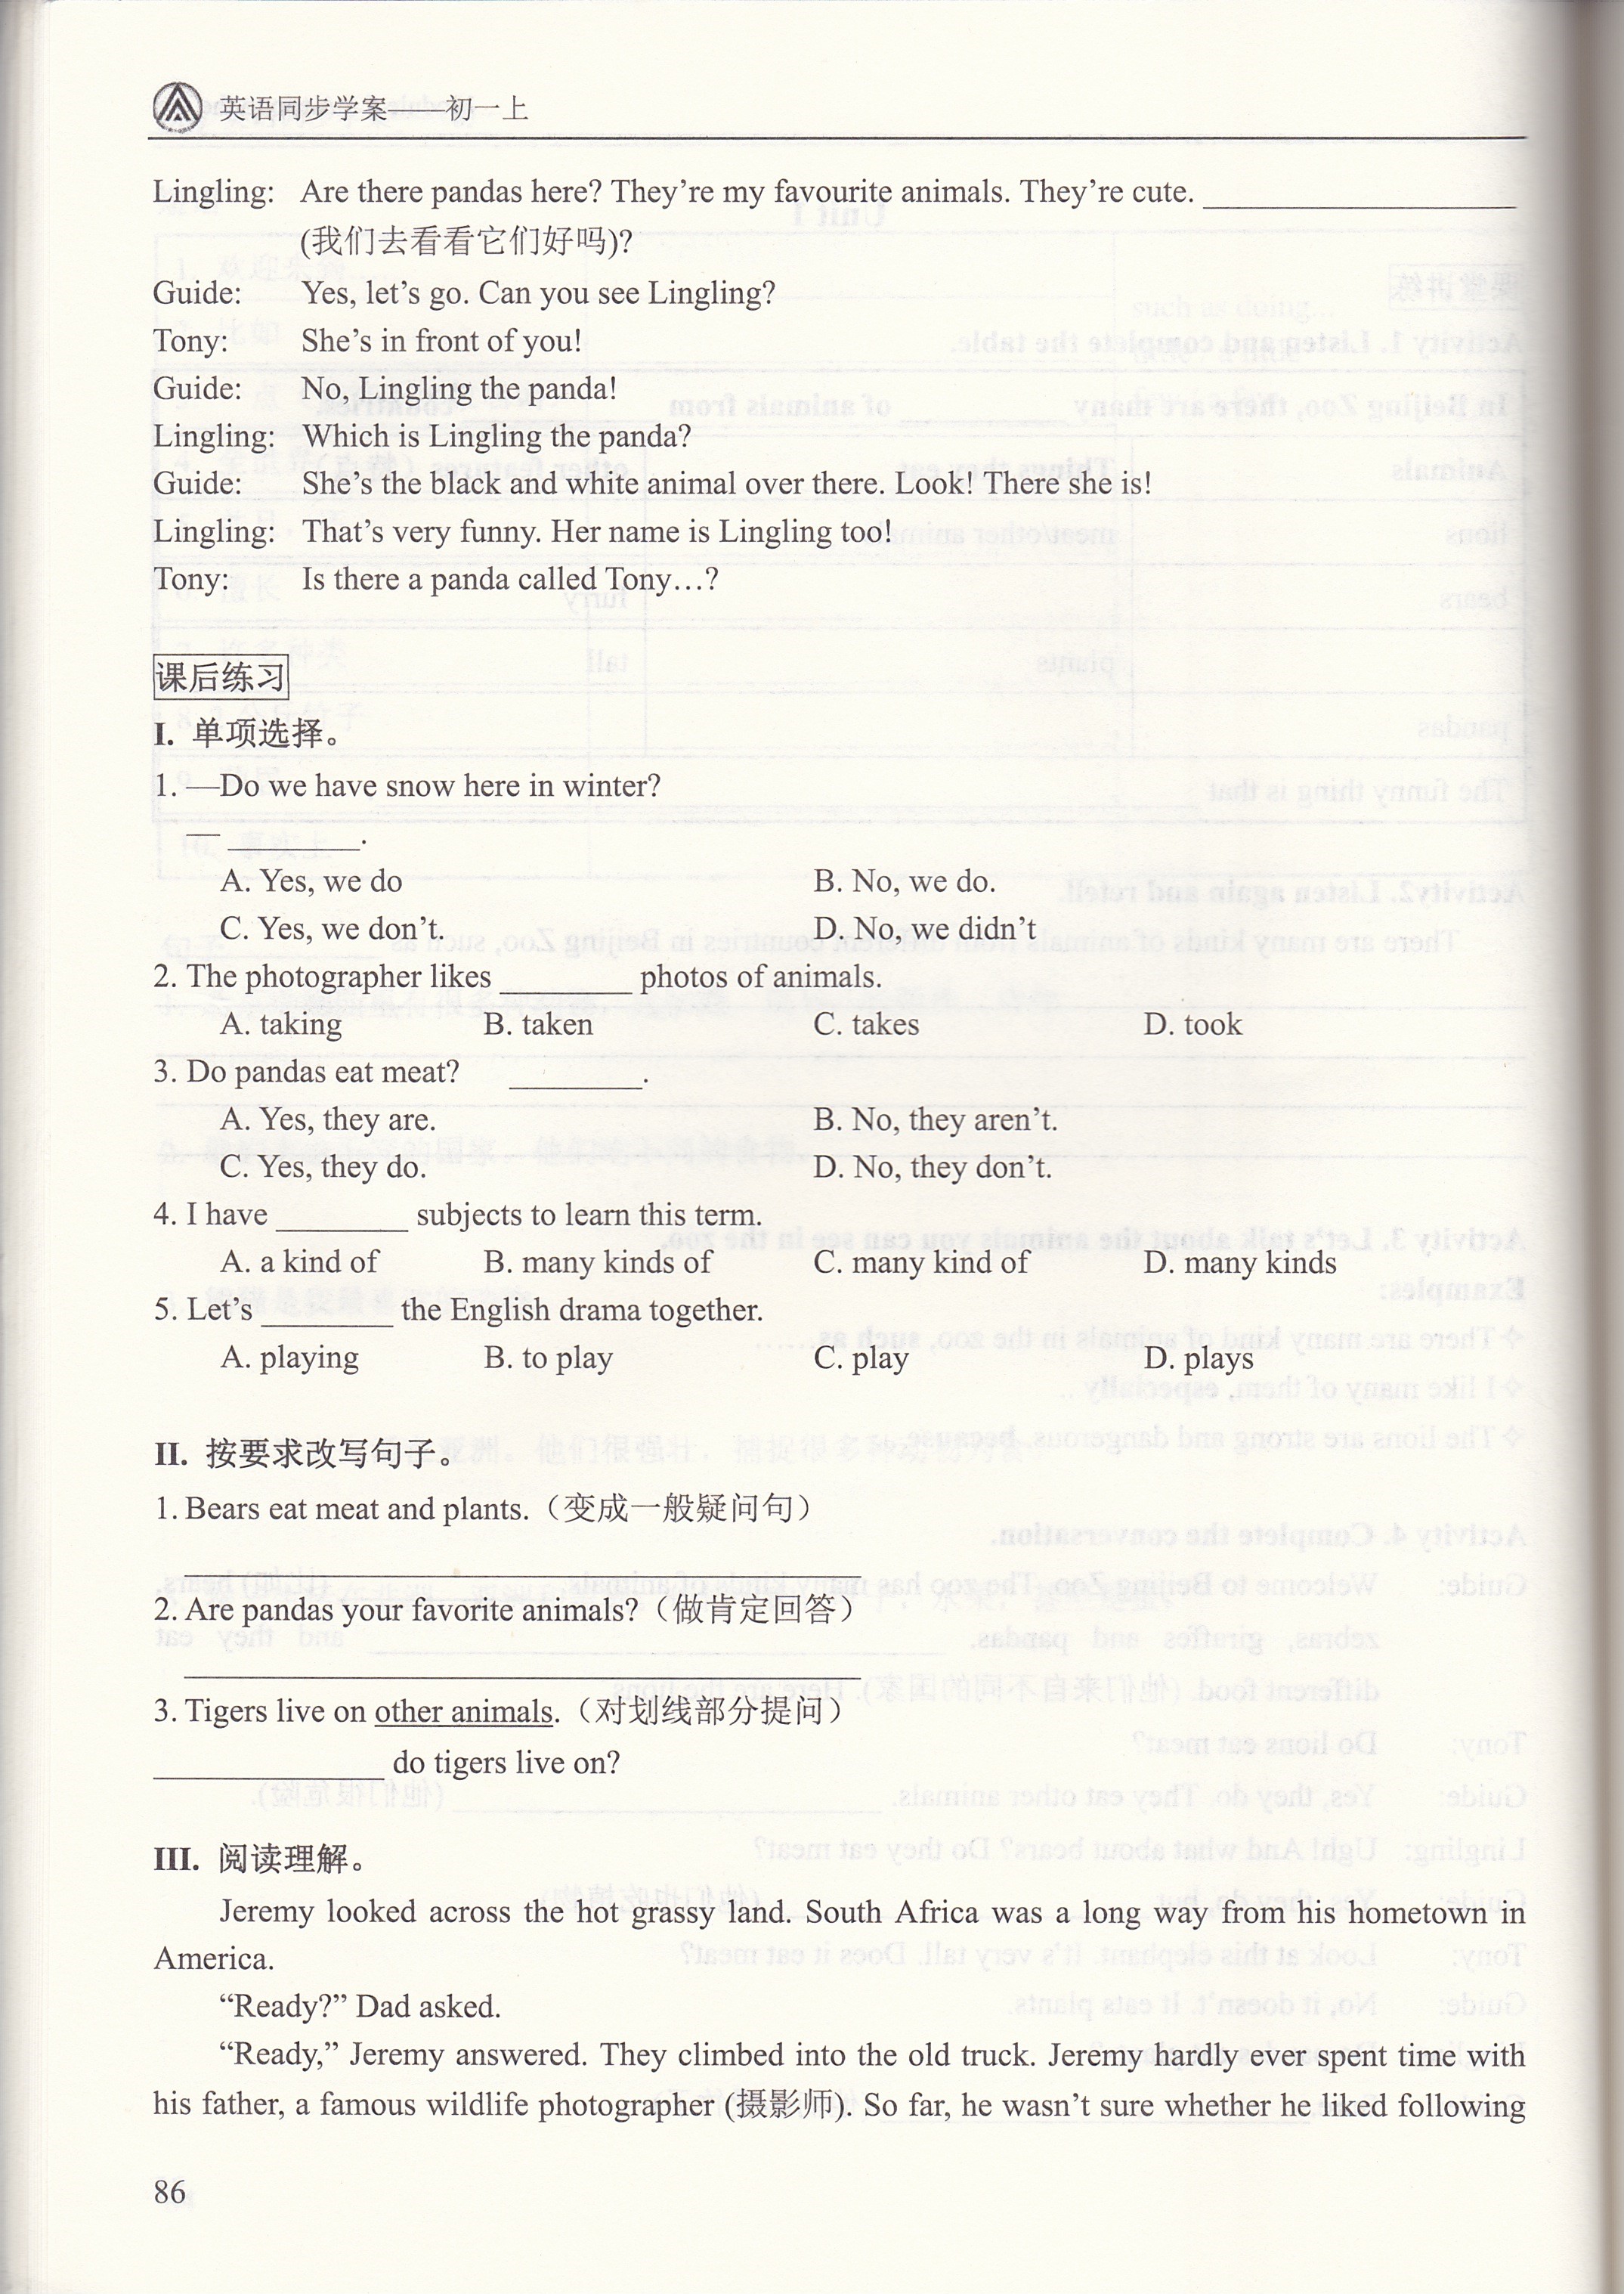 英语同步学案——初一上
Lingling: Are there pandas here? They’re my favourite animals. They’re cute. ____________________
(我们去看看它们好吗)?
Guide: Yes, let’s go. Can you see Lingling?
Tony: She’s in front of you!
Guide: No, Lingling the panda!
Lingling: Which is Lingling the panda?
Guide: She’s the black and white animal over there. Look! There she is!
Lingling: That’s very funny. Her name is Lingling too!
Tony: Is there a panda called Tony…?
课后练习
I. 单项选择。
1. —Do we have snow here in winter?
— ________.
A. Yes, we do B. No, we do.
C. Yes, we don’t. D. No, we didn’t
2. The photographer likes ________ photos of animals.
A. taking B. taken C. takes D. took
3. Do pandas eat meat? ________.
A. Yes, they are. B. No, they aren’t.
C. Yes, they do. D. No, they don’t.
4. I have ________ subjects to learn this term.
A. a kind of B. many kinds of C. many kind of D. many kinds
5. Let’s ________ the English drama together.
A. playing B. to play C. play D. plays
II. 按要求改写句子。
1. Bears eat meat and plants.（变成一般疑问句）
________________________________________
2. Are pandas your favorite animals?（做肯定回答）
________________________________________
3. Tigers live on other animals.（对划线部分提问）
______________ do tigers live on?
III. 阅读理解。
Jeremy looked across the hot grassy land. South Africa was a long way from his hometown in
America.
“Ready?” Dad asked.
“Ready,” Jeremy answered. They climbed into the old truck. Jeremy hardly ever spent time with
his father, a famous wildlife photographer (摄影师). So far, he wasn’t sure whether he liked following
86